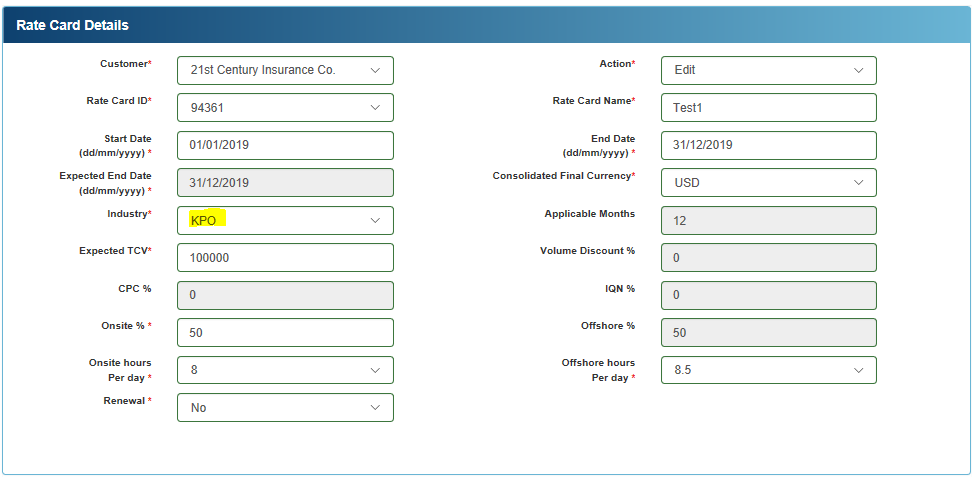 Rate Card Details
Customer* 21st Century Insurance Co. Action* Edit
Rate Card ID* 94361 Rate Card Name* Test1
Start Date
(dd/mm/yyyy) * 01/01/2019 End Date
(dd/mm/yyyy) * 31/12/2019
Expected End Date
(dd/mm/yyyy) * 31/12/2019 Consolidated Final Currency* USD
Industry* KPO Applicable Months 12
Expected TCV* 100000 Volume Discount % 0
CPC % 0 IQN % 0
Onsite % * 50 Offshore % 50
Onsite hours
Per day * 8 Offshore hours
Per day * 8.5
Renewal * No